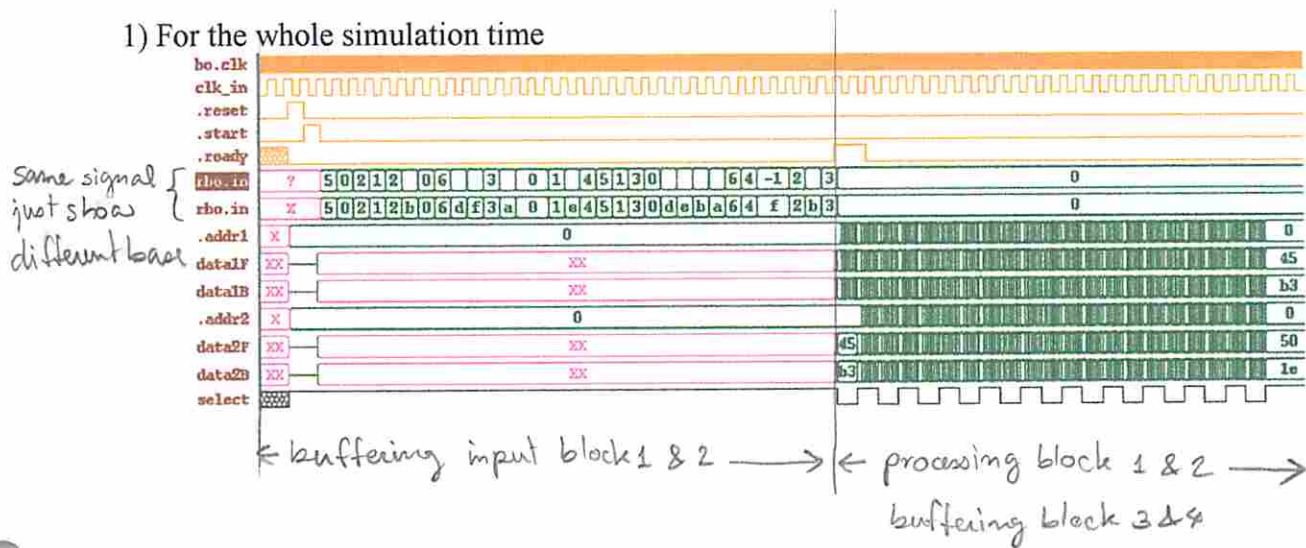 1) For the whole simulation time
bo.clk
clk_in
.reset
.start
.ready
rbo.in ? 5 0 2 1 2 0 6 3 0 1 4 5 1 3 0 6 4 -1 2 3 0
rbo.in X 5 0 2 1 2 b 0 6 d f 3 a 0 1 e 4 5 1 3 0 d e b a 6 4 f 2 b 3 0
.addr1 X 0 0
data1F XX XX 45
data1B XX XX b3
.addr2 X 0 0
data2F XX XX 45 50
data2B XX XX b3 1e
select
same signal
just show
different base
← buffering input block 1 & 2 → ← processing block 1 & 2 →
buffering block 3 & 4